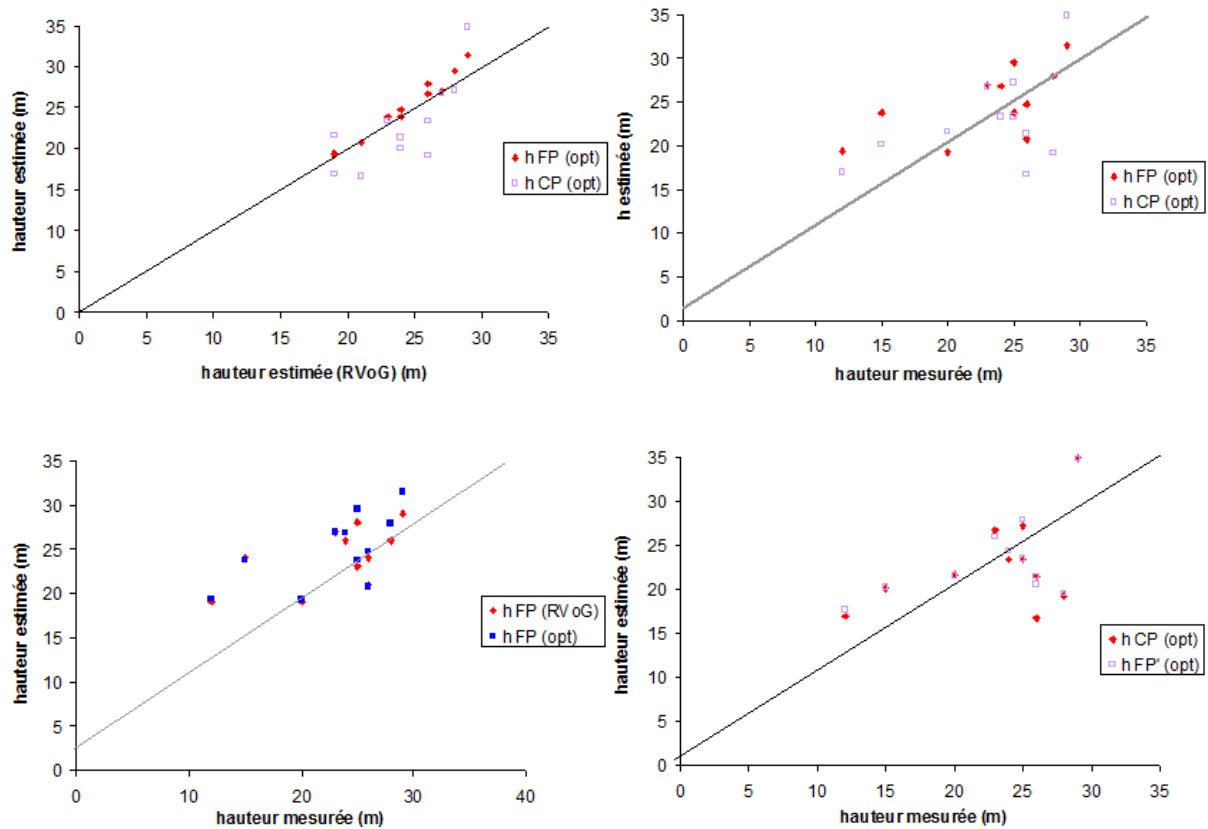 35
30
25
20
15
10
5
0
0 5 10 15 20 25 30 35
hauteur estimée (m)
hauteur estimée (RVoG) (m)
h FP (opt)
h CP (opt)
35
30
25
20
15
10
5
0
0 5 10 15 20 25 30 35
h estimée (m)
hauteur mesurée (m)
h FP (opt)
h CP (opt)
35
30
25
20
15
10
5
0
0 10 20 30 40
hauteur estimée (m)
hauteur mesurée (m)
h FP (RVoG)
h FP (opt)
35
30
25
20
15
10
5
0
0 5 10 15 20 25 30 35
hauteur estimée (m)
hauteur mesurée (m)
h CP (opt)
h FP' (opt)